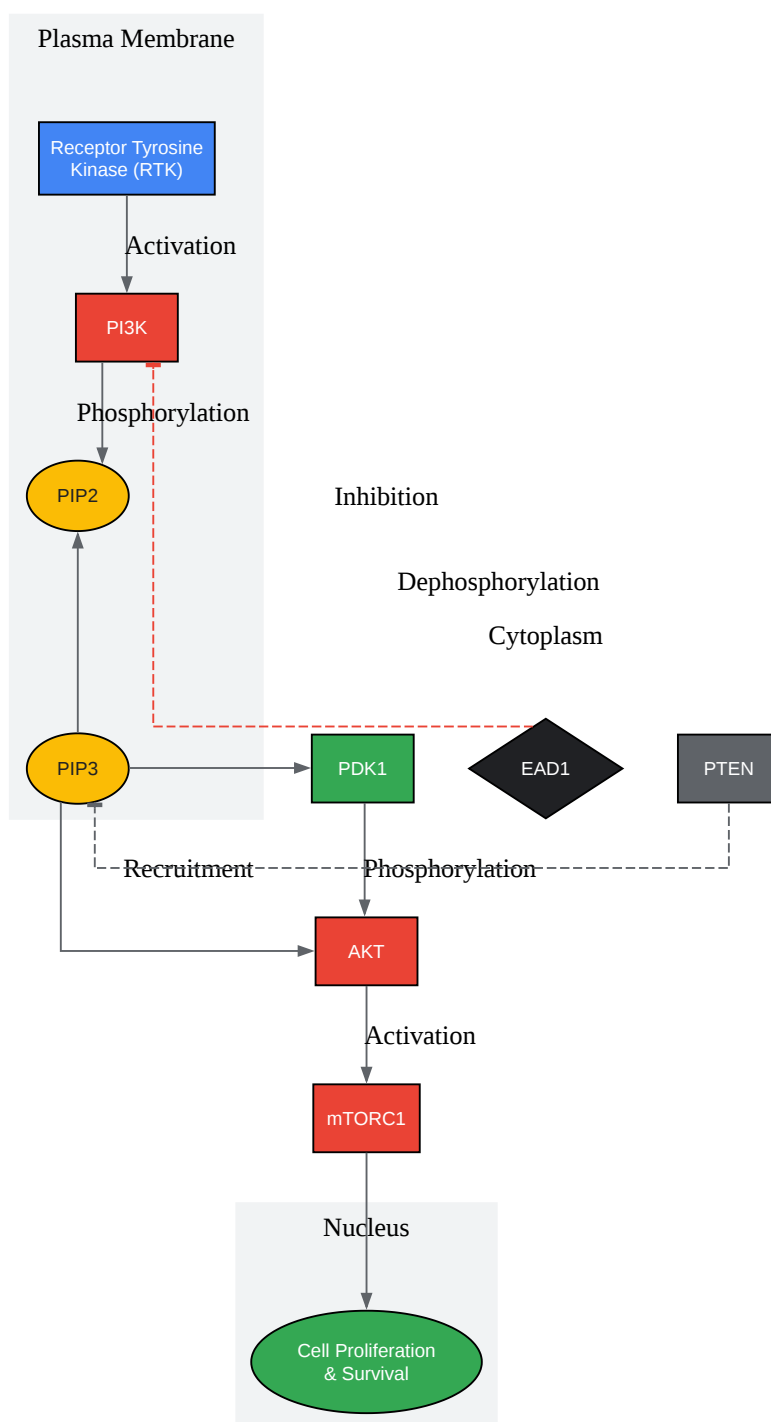 Plasma Membrane
Receptor Tyrosine
Kinase (RTK)
Activation
PI3K
Phosphorylation
PIP2
Inhibition
Dephosphorylation
Cytoplasm
PIP3
PDK1
EAD1
PTEN
Recruitment
Phosphorylation
AKT
Activation
mTORC1
Nucleus
Cell Proliferation
& Survival